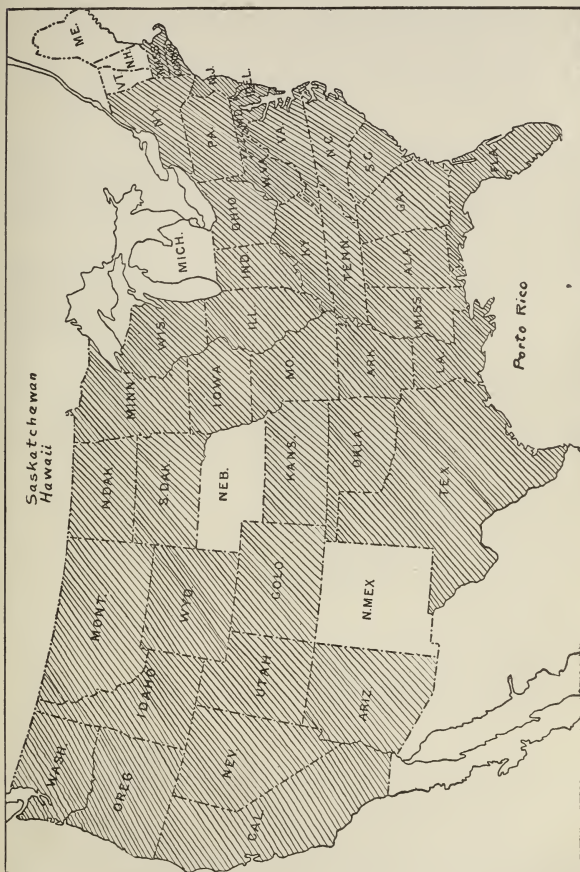 Saskatchewan
Hawaii
WASH
OREG
CAL.
NEV.
IDAHO
MONT.
WYO
UTAH
COLO
ARIZ
N.MEX
N.DAK
S.DAK.
NEB.
KANS.
OKLA
TEX.
MINN.
IOWA
MO.
ARK
LA.
WIS.
ILL.
MICH.
IND.
OHIO
KY.
TENN.
MISS.
ALA.
GA.
FLA.
S.C.
N.C.
VA.
W.VA.
DEL.
PA.
N.J.
N.Y.
VT.
N.H.
ME.
Porto Rico